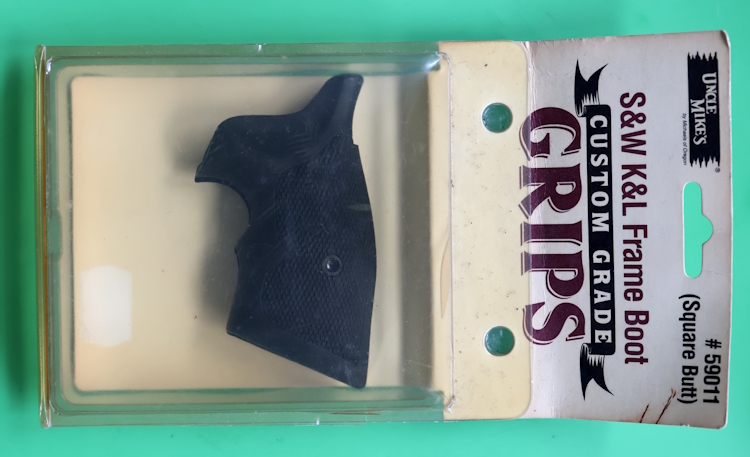 UNCLE
MIKE'S®
by Michaels of Oregon
S&W K&L Frame Boot
CUSTOM GRADE
GRIPS
# 59011
(Square Butt)